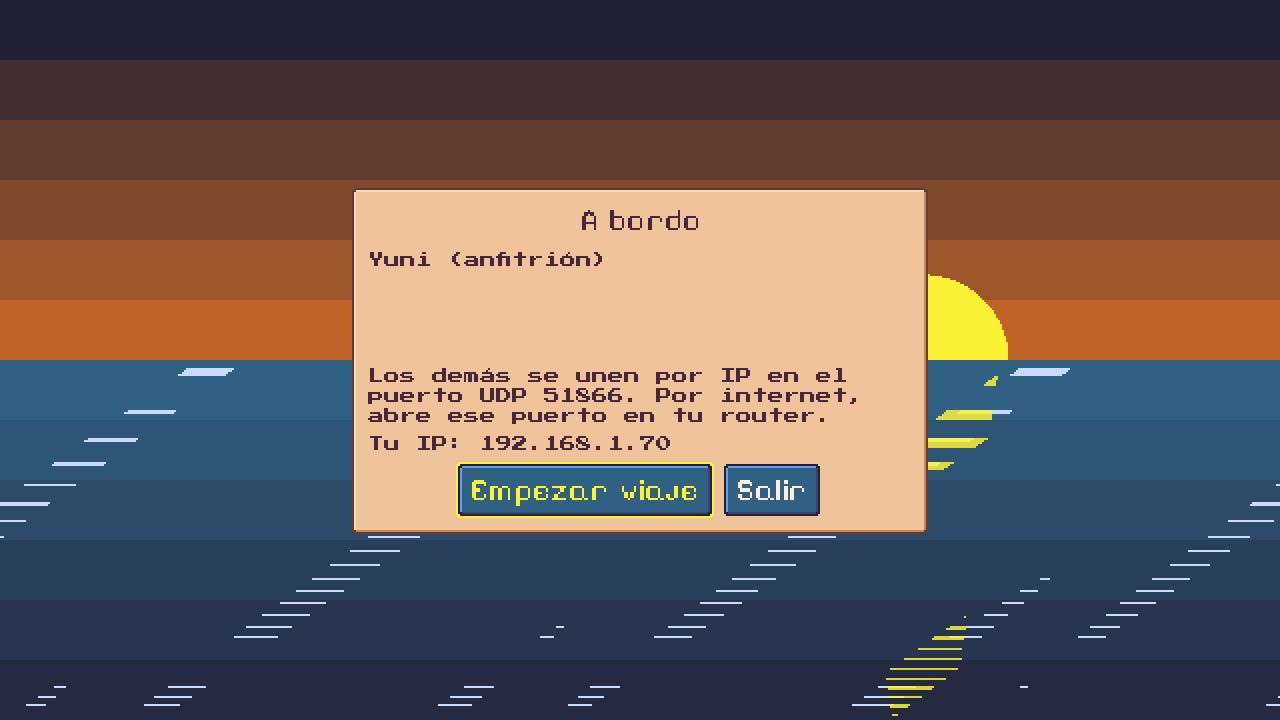 A bordo
Yuni (anfitrión)
Los demás se unen por IP en el
puerto UDP 51866. Por internet,
abre ese puerto en tu router.
Tu IP: 192.168.1.70
Empezar viaje
Salir